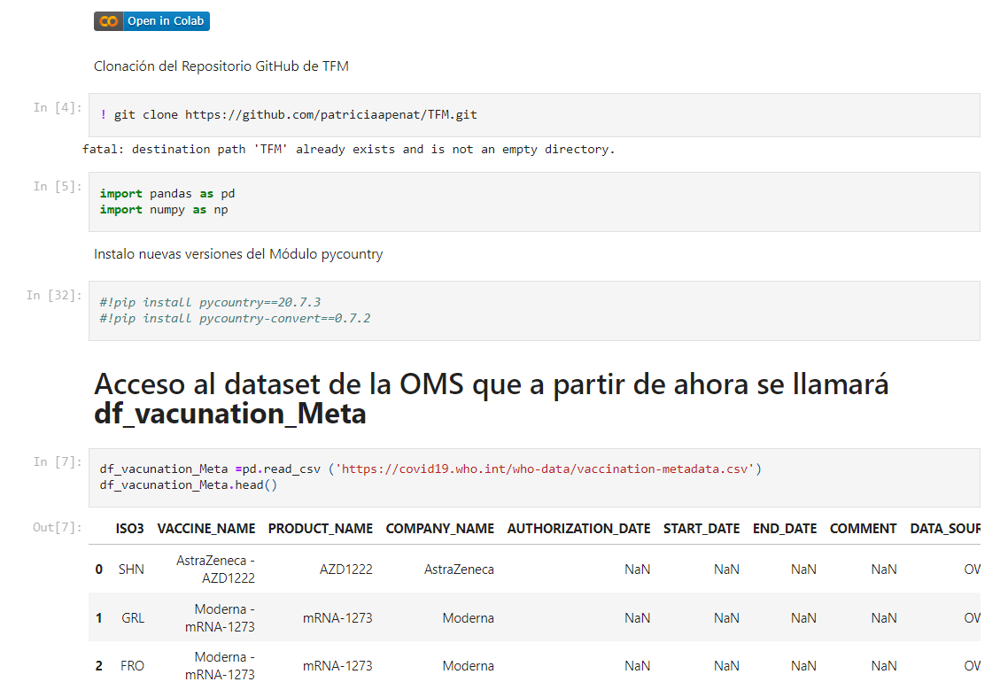 Open in Colab
Clonación del Repositorio GitHub de TFM
In [4]: ! git clone https://github.com/patriciaapenat/TFM.git
fatal: destination path 'TFM' already exists and is not an empty directory.
In [5]: import pandas as pd
import numpy as np
Instalo nuevas versiones del Módulo pycountry
In [32]: #!pip install pycountry==20.7.3
#!pip install pycountry-convert==0.7.2
Acceso al dataset de la OMS que a partir de ahora se llamará
df_vacunation_Meta
In [7]: df_vacunation_Meta =pd.read_csv ('https://covid19.who.int/who-data/vaccination-metadata.csv')
df_vacunation_Meta.head()
Out[7]: ISO3 VACCINE_NAME PRODUCT_NAME COMPANY_NAME AUTHORIZATION_DATE START_DATE END_DATE COMMENT DATA_SOUR
0 SHN AstraZeneca - AZD1222 AZD1222 AstraZeneca NaN NaN NaN NaN OW
1 GRL Moderna - mRNA-1273 mRNA-1273 Moderna NaN NaN NaN NaN OW
2 FRO Moderna - mRNA-1273 mRNA-1273 Moderna NaN NaN NaN NaN OW